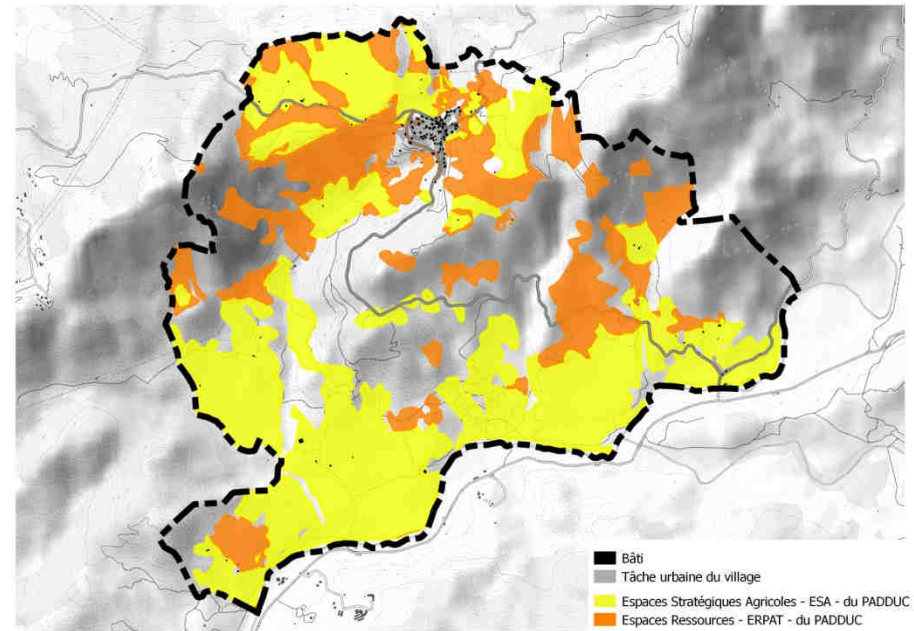 Bâti
Tâche urbaine du village
Espaces Stratégiques Agricoles - ESA - du PADDUC
Espaces Ressources - ERPAT - du PADDUC